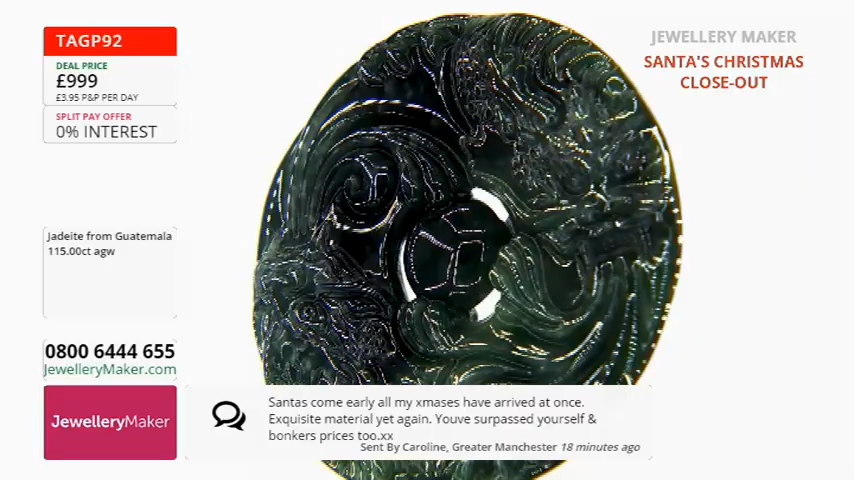 TAGP92
DEAL PRICE
£999
£3.95 P&P PER DAY
SPLIT PAY OFFER
0% INTEREST
Jadeite from Guatemala
115.00ct agw
0800 6444 655
JewelleryMaker.com
JewelleryMaker
JEWELLERY MAKER
SANTA'S CHRISTMAS
CLOSE-OUT
Santas come early all my xmases have arrived at once.
Exquisite material yet again. Youve surpassed yourself &
bonkers prices too.xx
Sent By Caroline, Greater Manchester 18 minutes ago